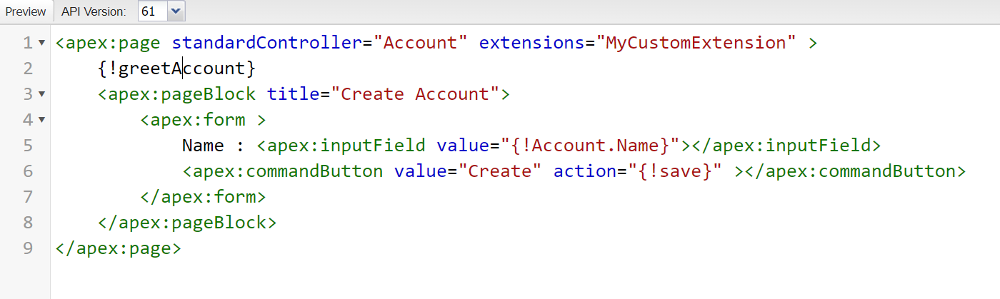 Preview API Version: 61
1 <apex:page standardController="Account" extensions="MyCustomExtension" >
2 {!greetAccount}
3 <apex:pageBlock title="Create Account">
4 <apex:form >
5 Name : <apex:inputField value="{!Account.Name}"></apex:inputField>
6 <apex:commandButton value="Create" action="{!save}" ></apex:commandButton>
7 </apex:form>
8 </apex:pageBlock>
9 </apex:page>